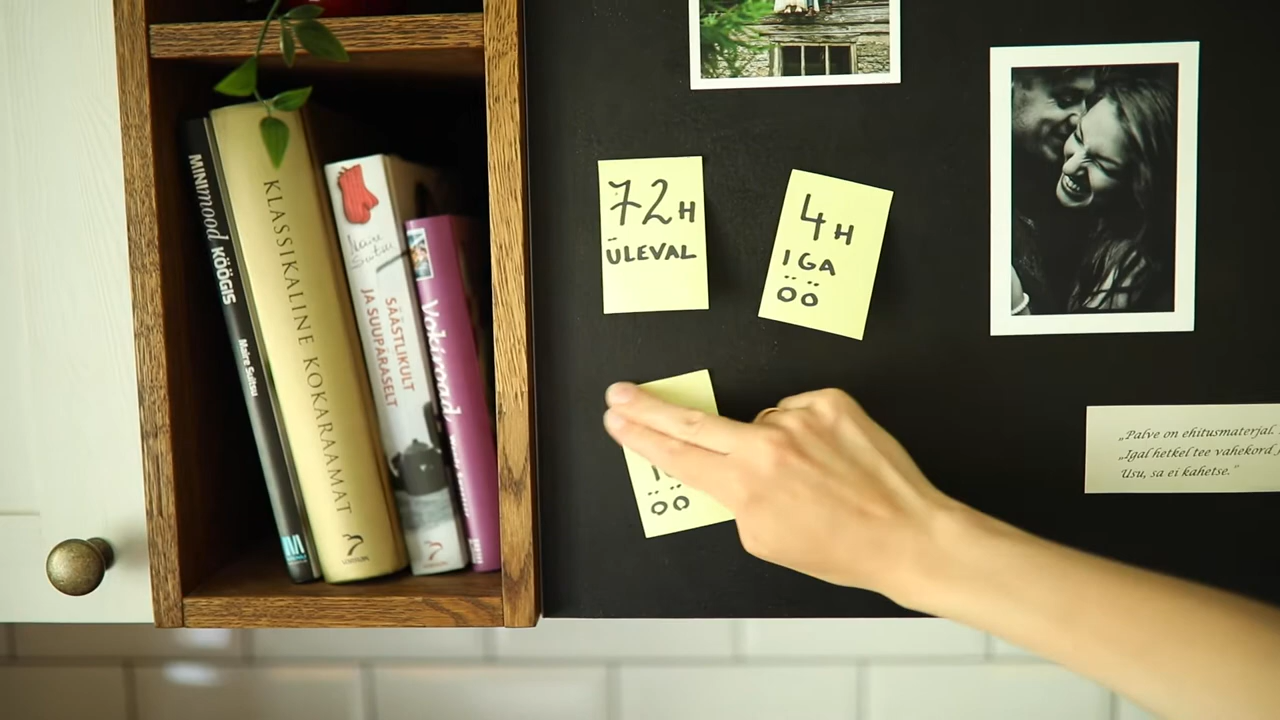 MINImood KÖÖGIS
Maire Suitsu
KLASSIKALINE KOKARAAMAT
Maire
Suitsu
SÄÄSTLIKULT
JA SUUPÄRASELT
Vokiroad
72H
ÜLEVAL
4H
IGA
ÖÖ
ÖÖ
„Palve on ehitusmaterjal.
„Igal hetkel tee vahekord
Usu, sa ei kahetse.”